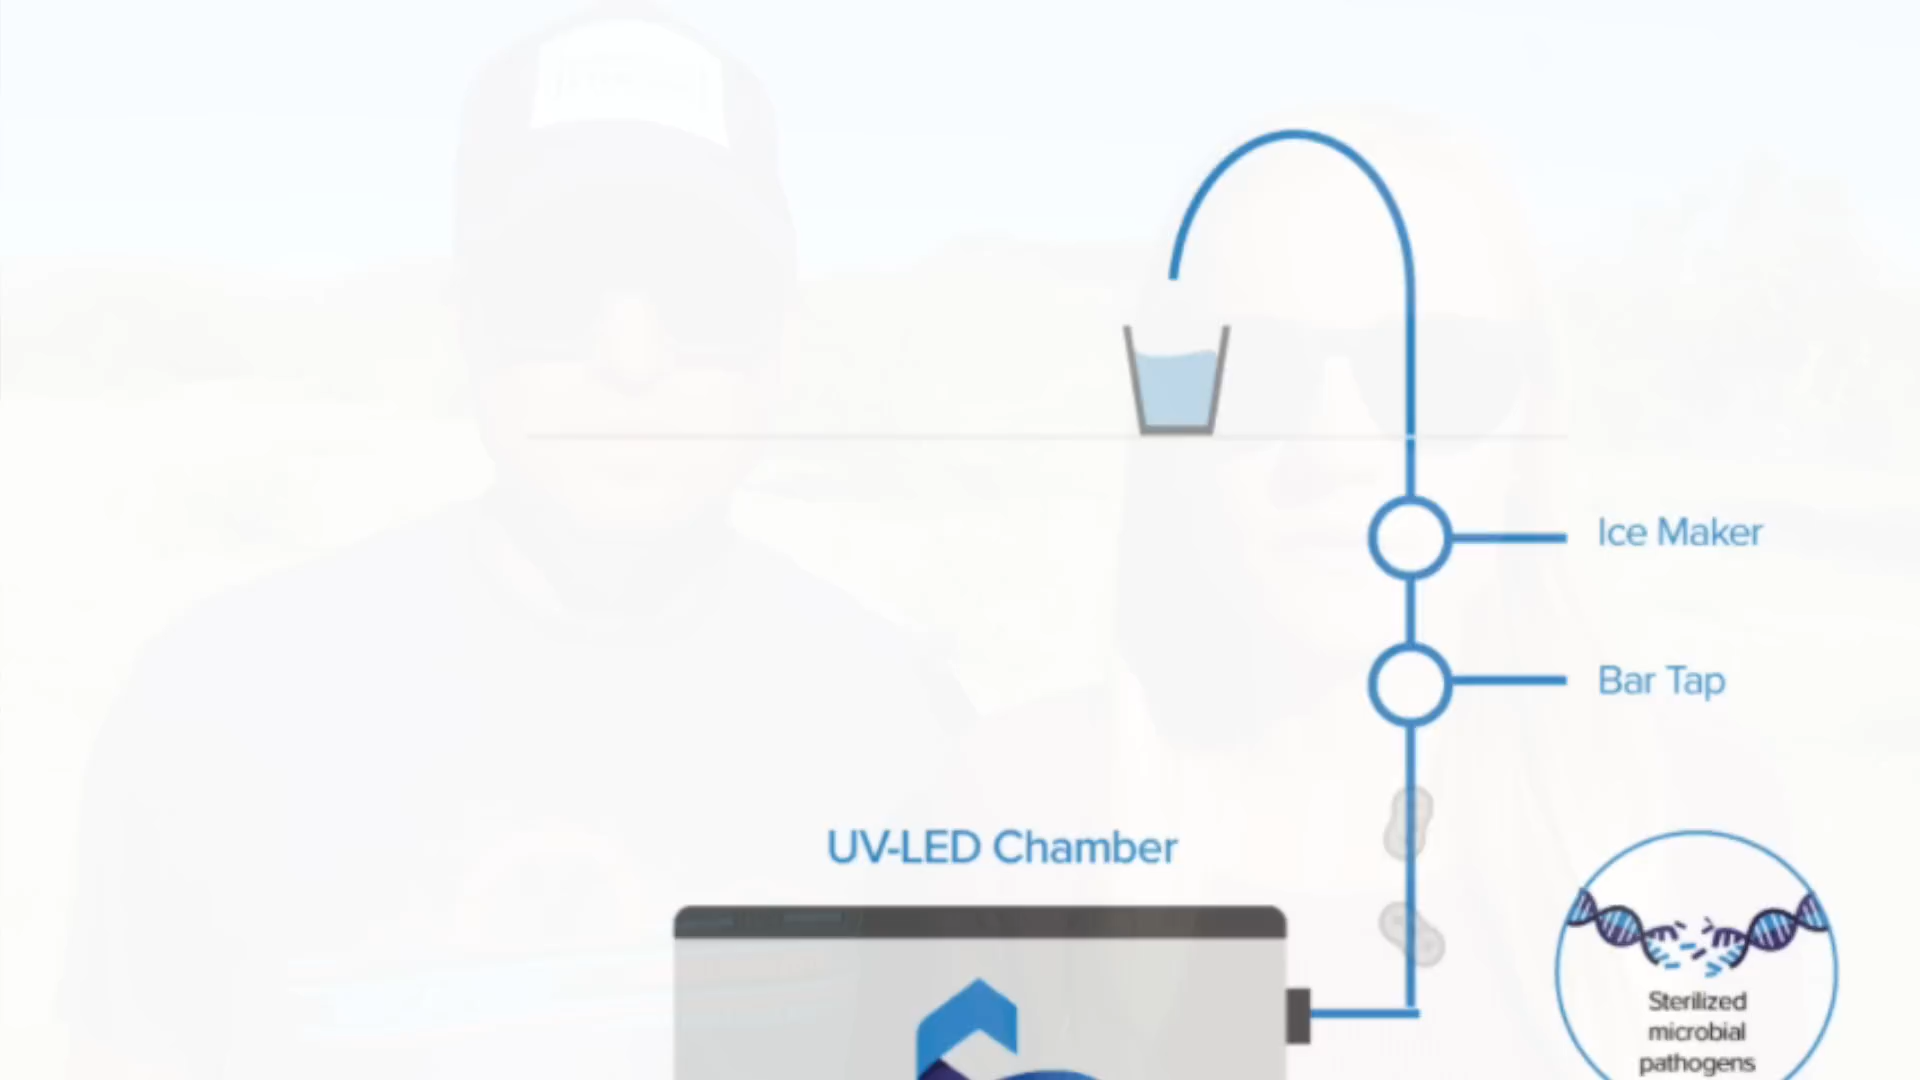 Ice Maker
Bar Tap
UV-LED Chamber
Sterilized
microbial
pathogens